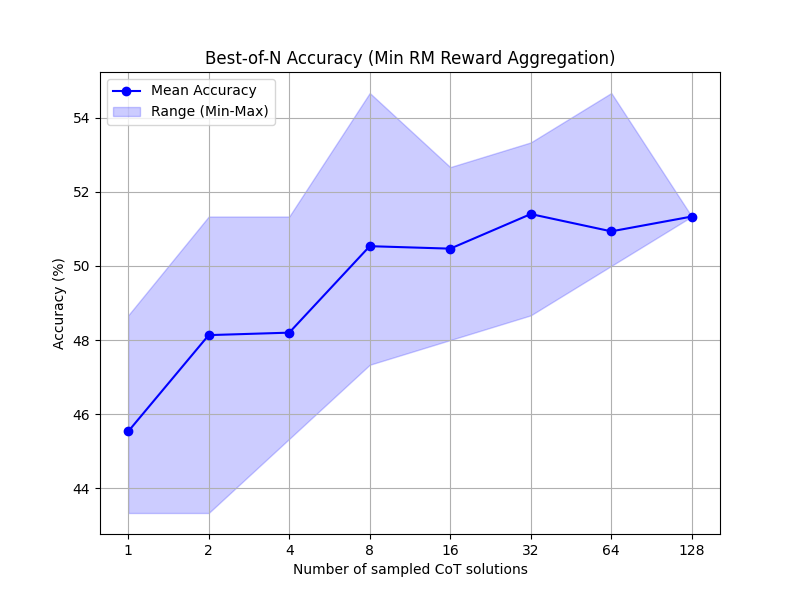 Best-of-N Accuracy (Min RM Reward Aggregation)
Mean Accuracy
Range (Min-Max)
Accuracy (%)
54
52
50
48
46
44
1 2 4 8 16 32 64 128
Number of sampled CoT solutions